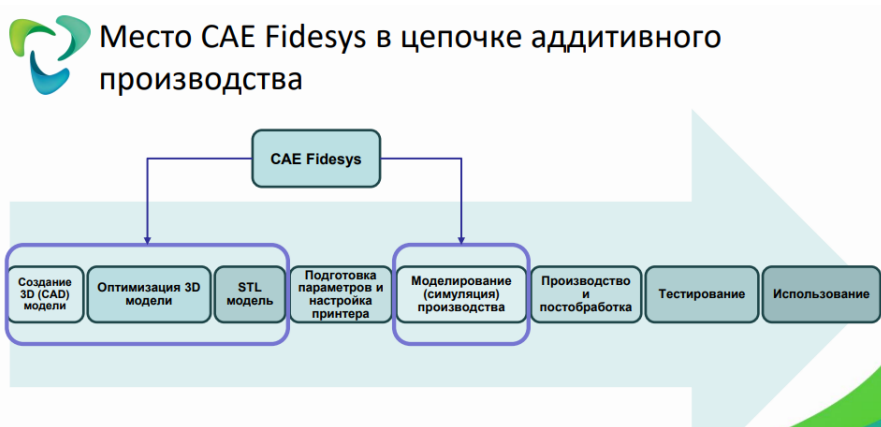 Место CAE Fidesys в цепочке аддитивного
производства
CAE Fidesys
Создание
3D (CAD)
модели
Оптимизация 3D
модели
STL
модель
Подготовка
параметров и
настройка
принтера
Моделирование
(симуляция)
производства
Производство
и
постобработка
Тестирование
Использование